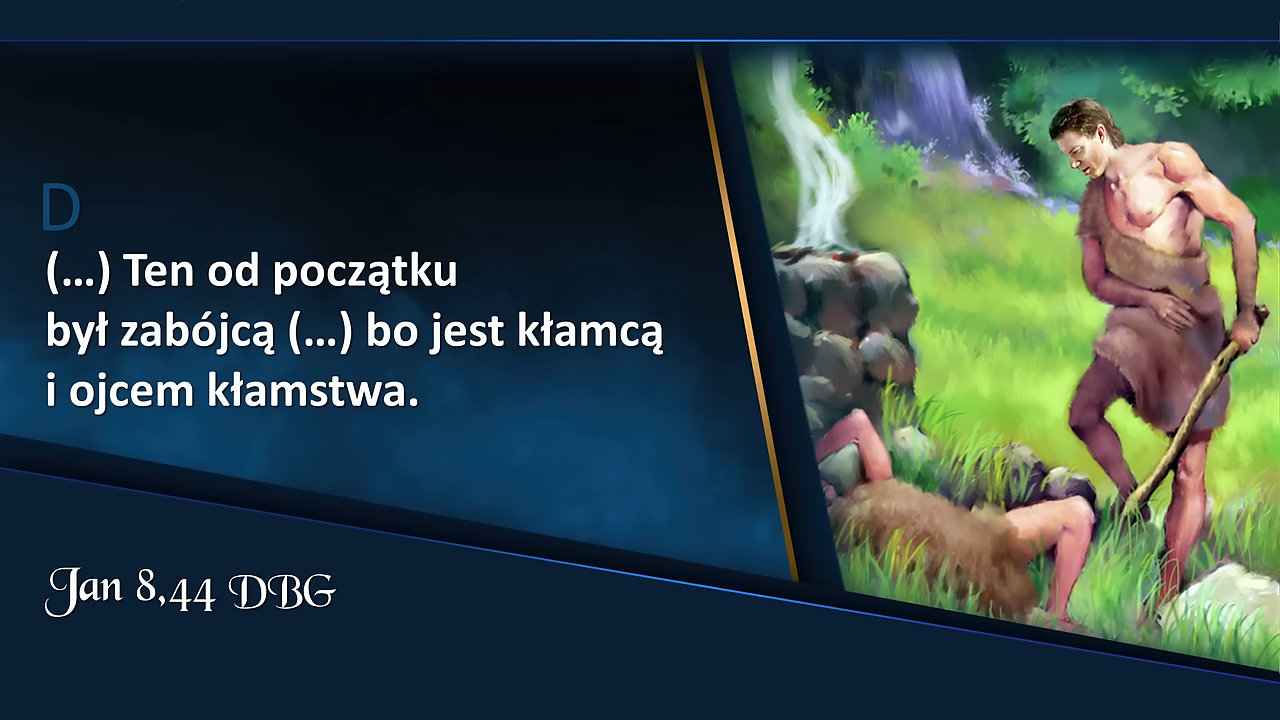 D
(...) Ten od początku
był zabójcą (...) bo jest kłamcą
i ojcem kłamstwa.
Jan 8,44 DBG